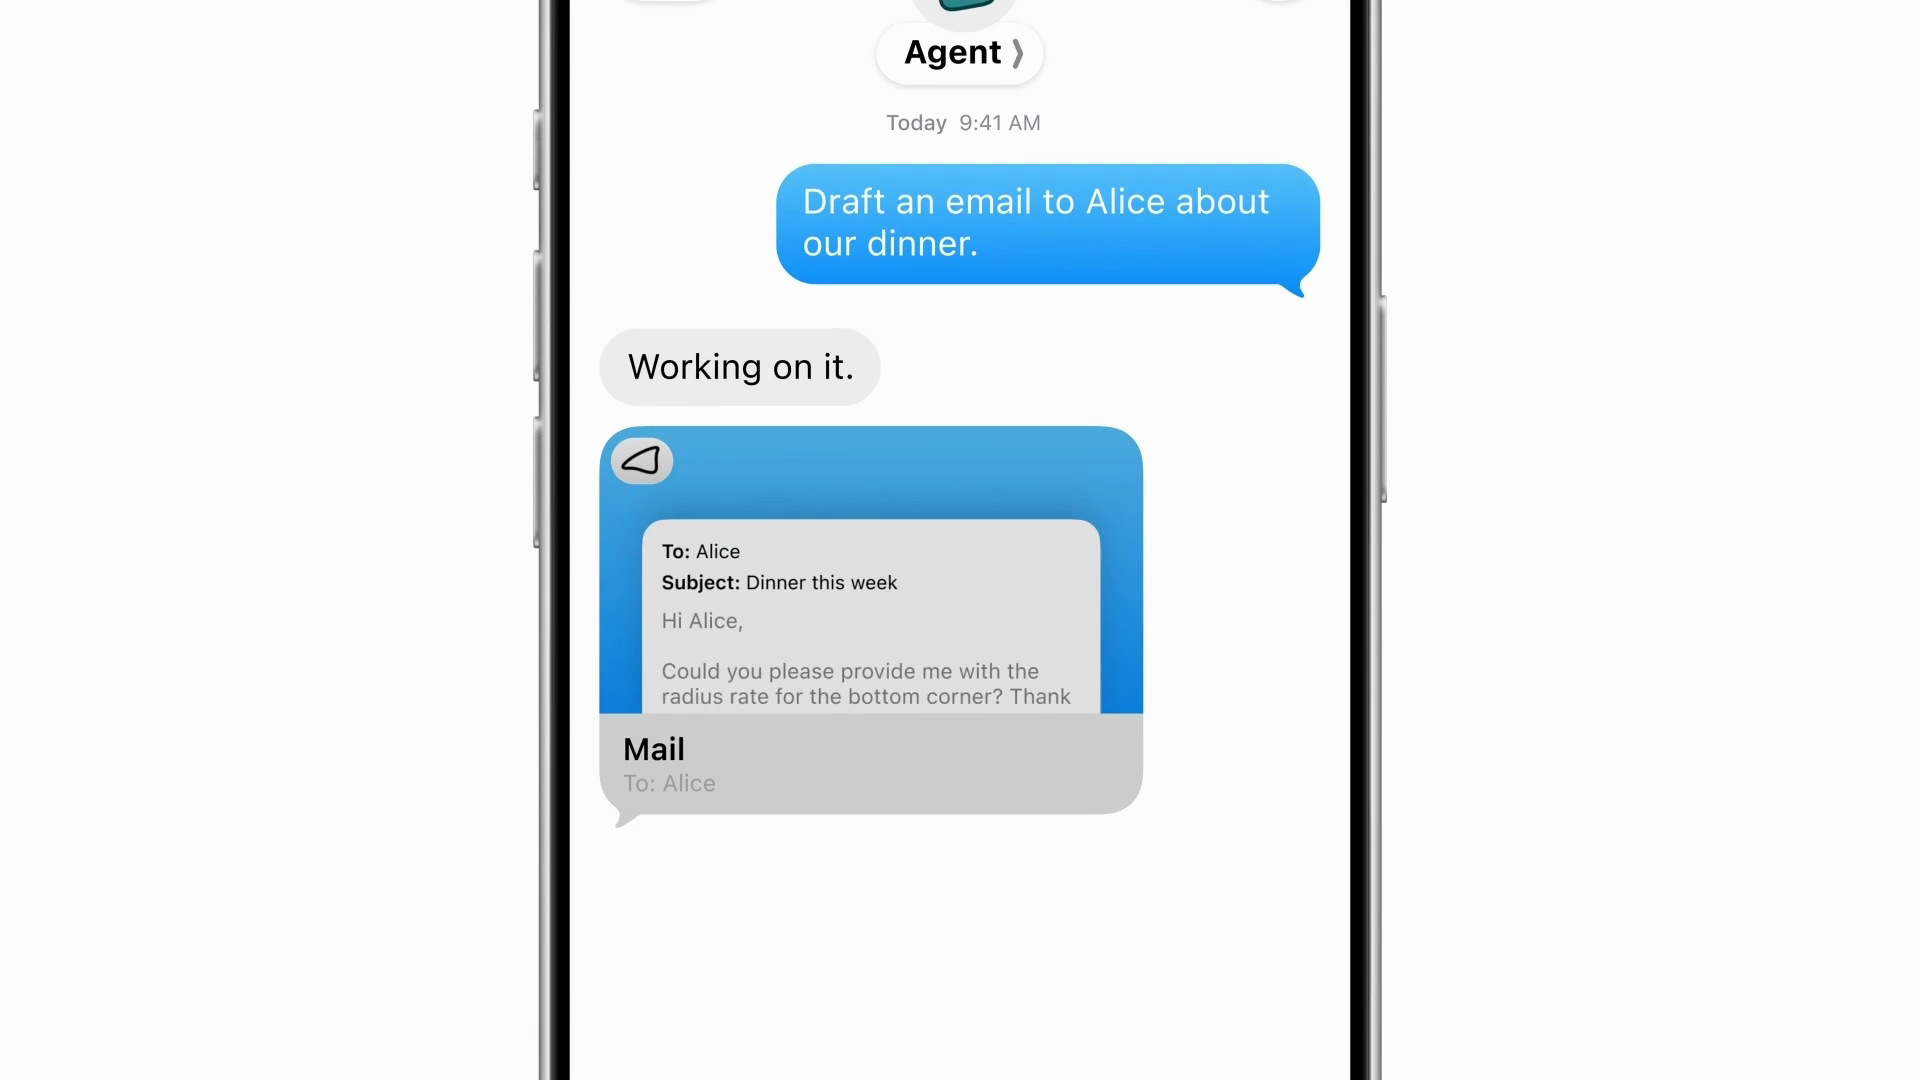 Agent
Today 9:41 AM
Draft an email to Alice about
our dinner.
Working on it.
To: Alice
Subject: Dinner this week
Hi Alice,
Could you please provide me with the
radius rate for the bottom corner? Thank
Mail
To: Alice